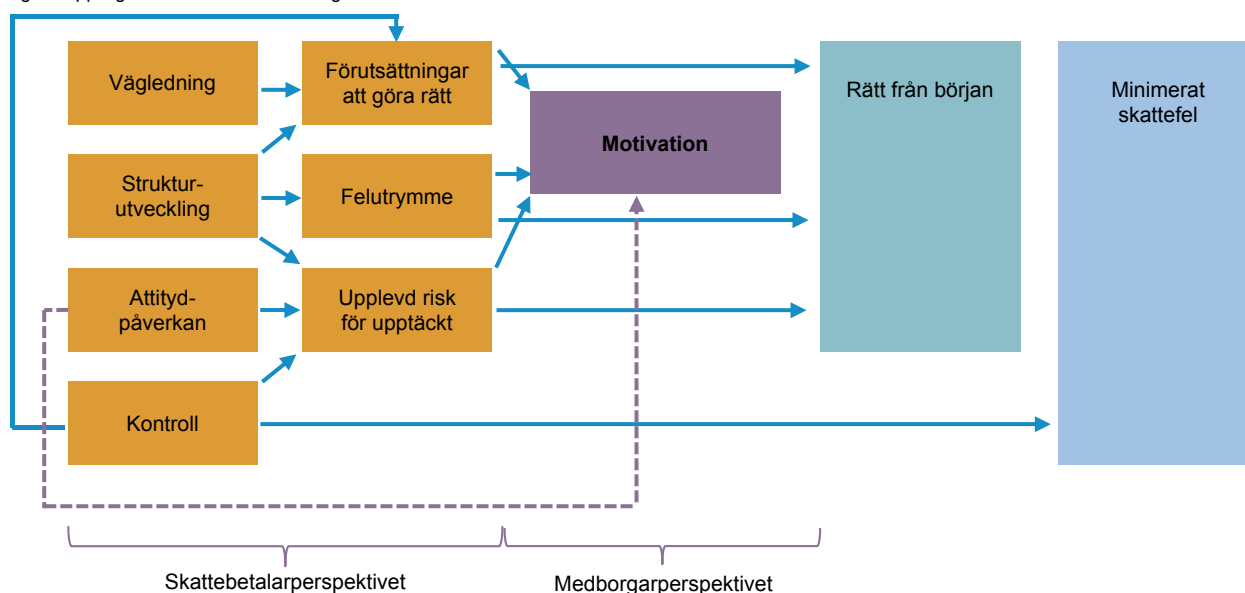 Vägledning
Förutsättningar
att göra rätt
Motivation
Rätt från början
Minimerat
skattefel
Struktur-
utveckling
Felutrymme
Attityd-
påverkan
Upplevd risk
för upptäckt
Kontroll
Skattebetalarperspektivet
Medborgarperspektivet